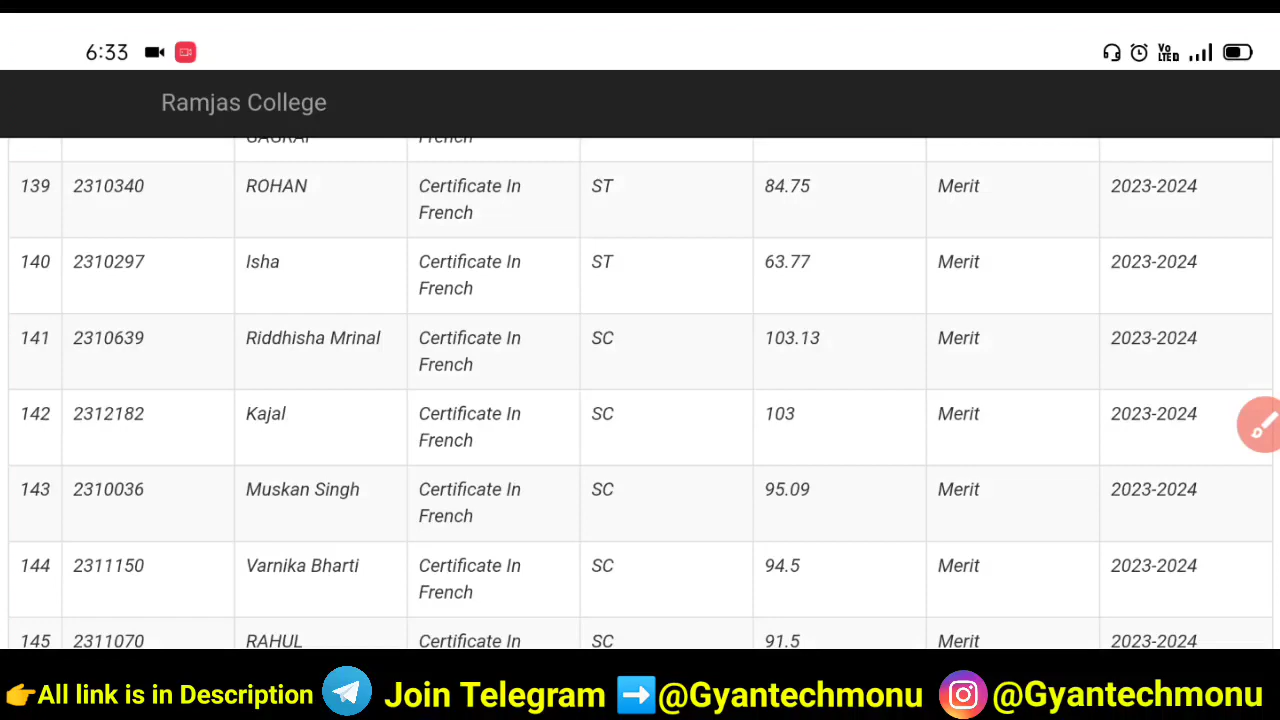 6:33
Vo
LTE D
Ramjas College
French
139 2310340 ROHAN Certificate In ST 84.75 Merit 2023-2024
French
140 2310297 Isha Certificate In ST 63.77 Merit 2023-2024
French
141 2310639 Riddhisha Mrinal Certificate In SC 103.13 Merit 2023-2024
French
142 2312182 Kajal Certificate In SC 103 Merit 2023-2024
French
143 2310036 Muskan Singh Certificate In SC 95.09 Merit 2023-2024
French
144 2311150 Varnika Bharti Certificate In SC 94.5 Merit 2023-2024
French
145 2311070 RAHUL Certificate In SC 91.5 Merit 2023-2024
👉All link is in Description Join Telegram ➡️@Gyantechmonu @Gyantechmonu